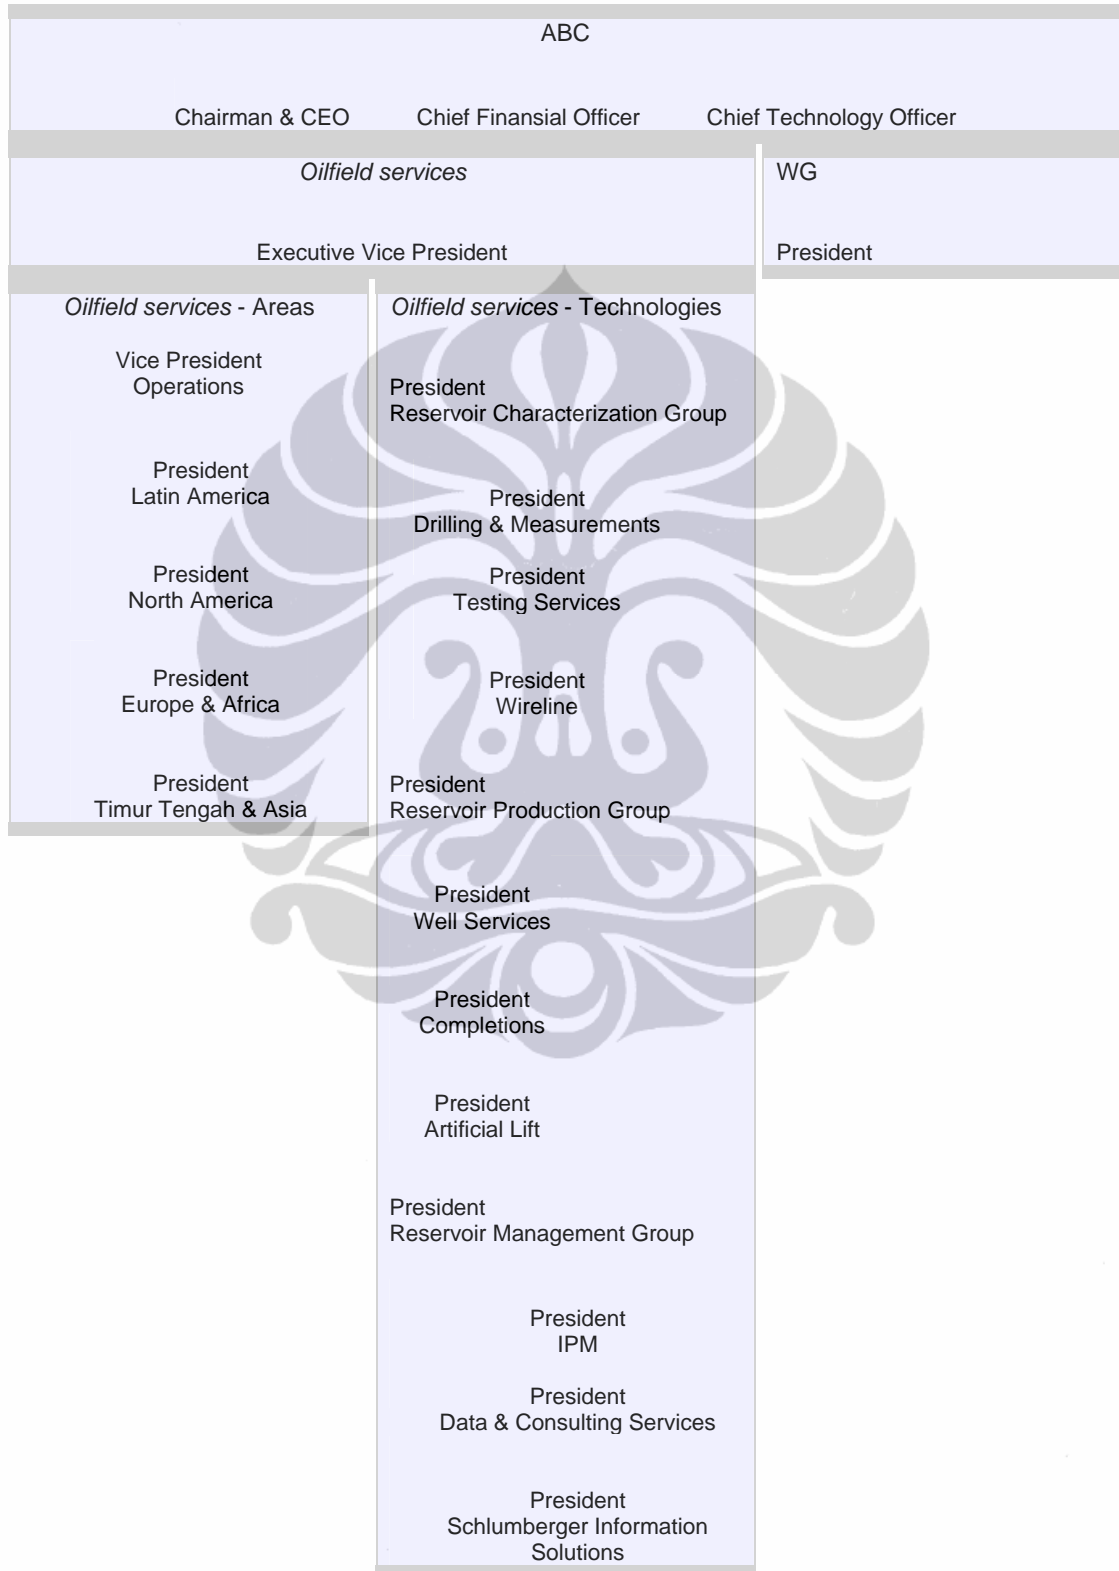 ABC
Chairman & CEO Chief Finansial Officer Chief Technology Officer
Oilfield services
Executive Vice President
WG
President
Oilfield services - Areas
Vice President
Operations
President
Latin America
President
North America
President
Europe & Africa
President
Timur Tengah & Asia
Oilfield services - Technologies
President
Reservoir Characterization Group
President
Drilling & Measurements
President
Testing Services
President
Wireline
President
Reservoir Production Group
President
Well Services
President
Completions
President
Artificial Lift
President
Reservoir Management Group
President
IPM
President
Data & Consulting Services
President
Schlumberger Information
Solutions